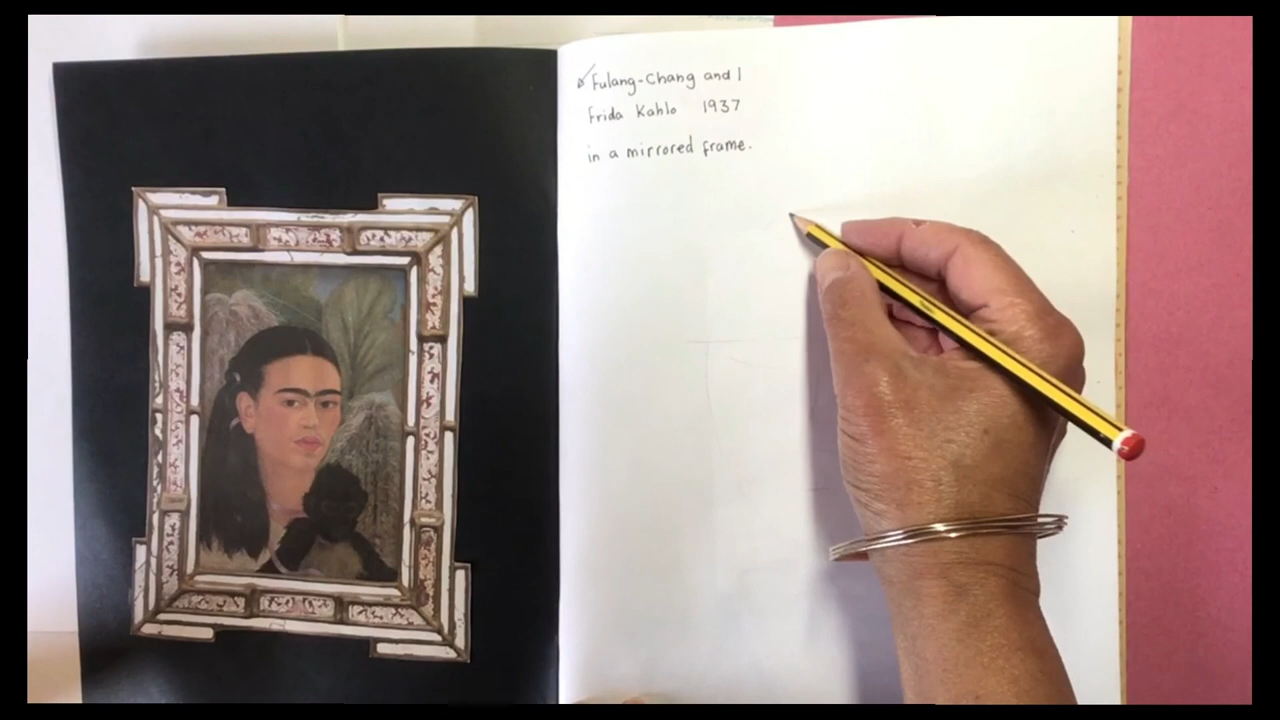 Fulang-Chang and I
Frida Kahlo 1937
in a mirrored frame.